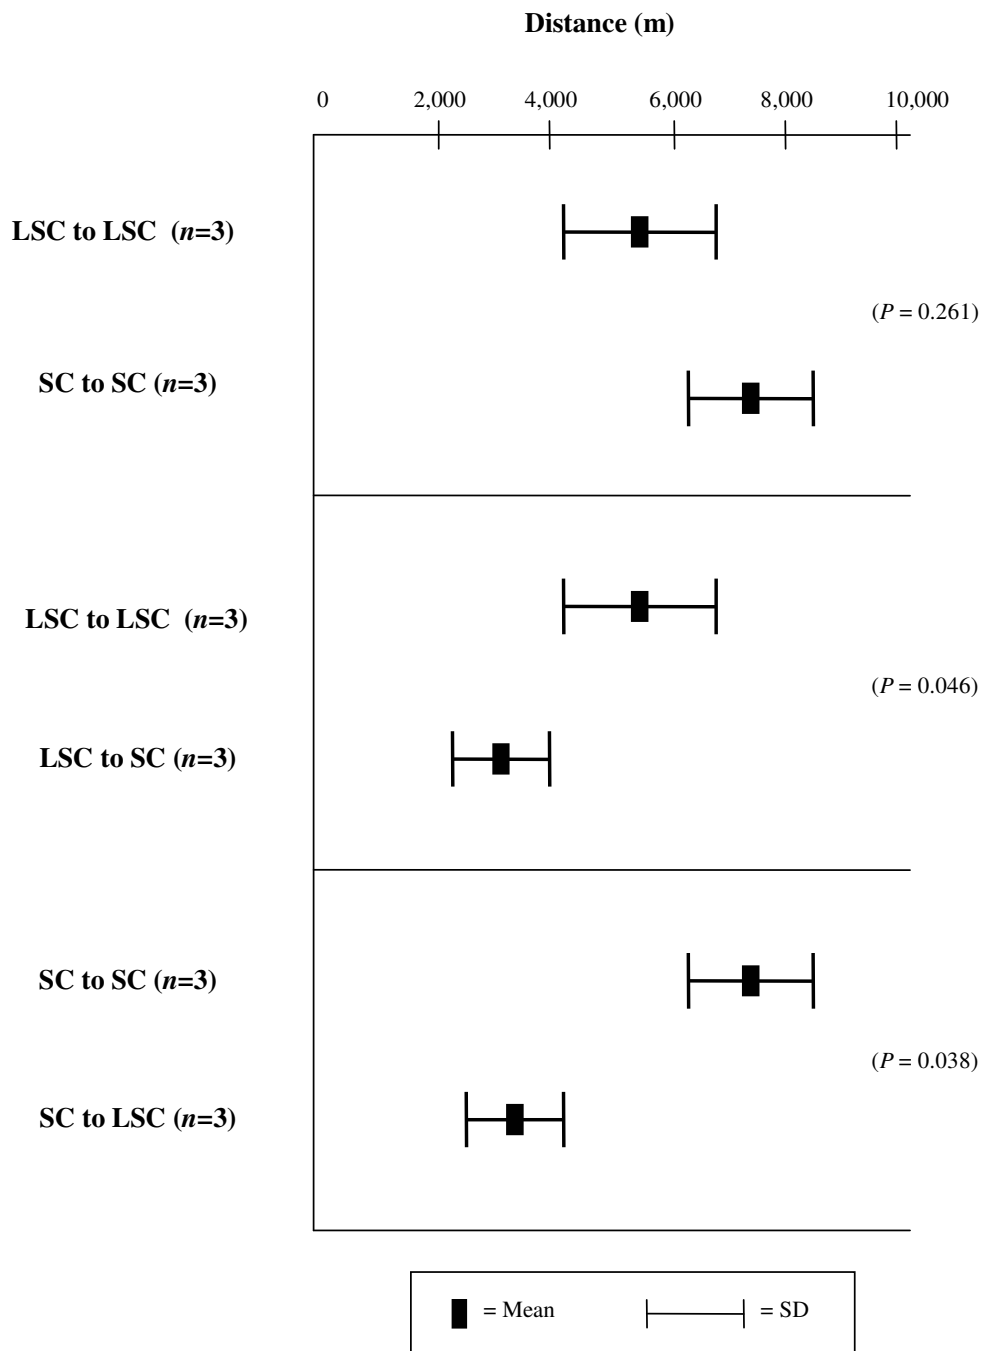 Distance (m)
0 2,000 4,000 6,000 8,000 10,000
LSC to LSC (n=3)
(P = 0.261)
SC to SC (n=3)
LSC to LSC (n=3)
(P = 0.046)
LSC to SC (n=3)
SC to SC (n=3)
(P = 0.038)
SC to LSC (n=3)
= Mean = SD